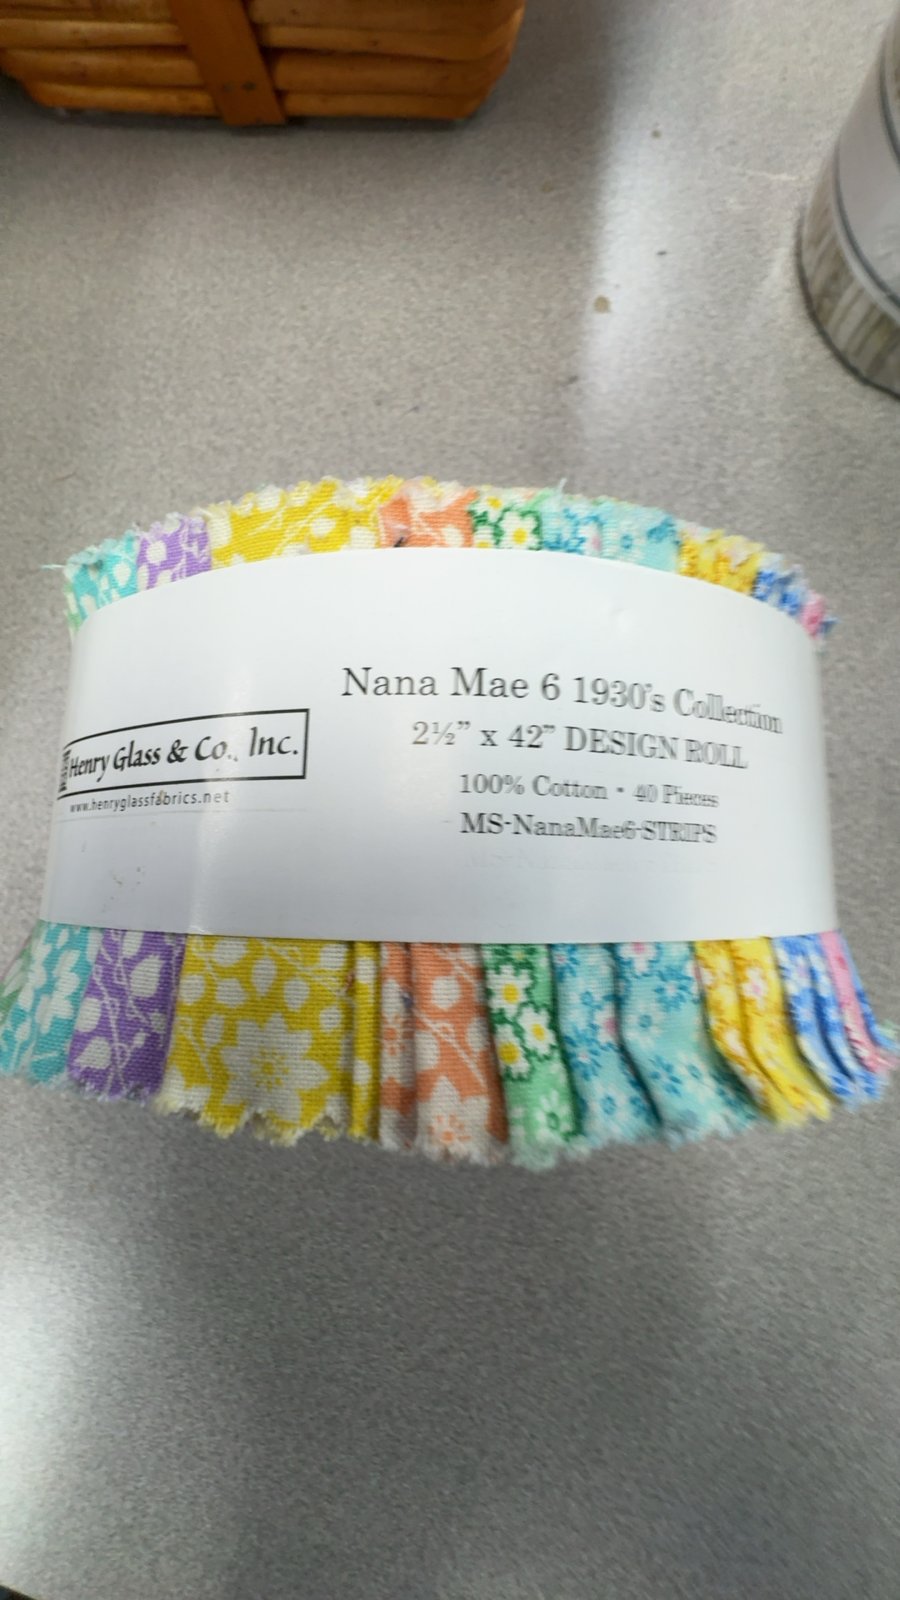 Henry Glass & Co., Inc.
www.henryglassfabrics.net
Nana Mae 6 1930's Collection
2½" x 42" DESIGN ROLL
100% Cotton • 40 Pieces
MS-NanaMae6-STRIPS